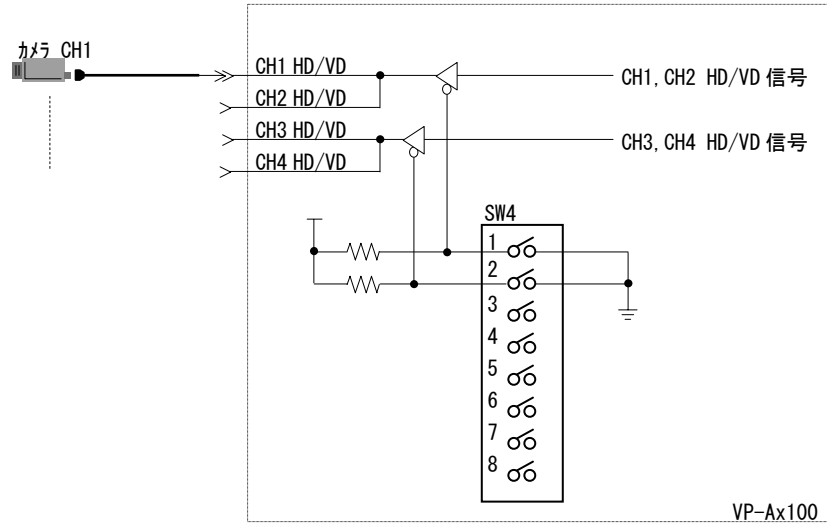 カメラ CH1
CH1 HD/VD
CH2 HD/VD
CH3 HD/VD
CH4 HD/VD
CH1,CH2 HD/VD 信号
CH3,CH4 HD/VD 信号
SW4
1
2
3
4
5
6
7
8
VP-Ax100